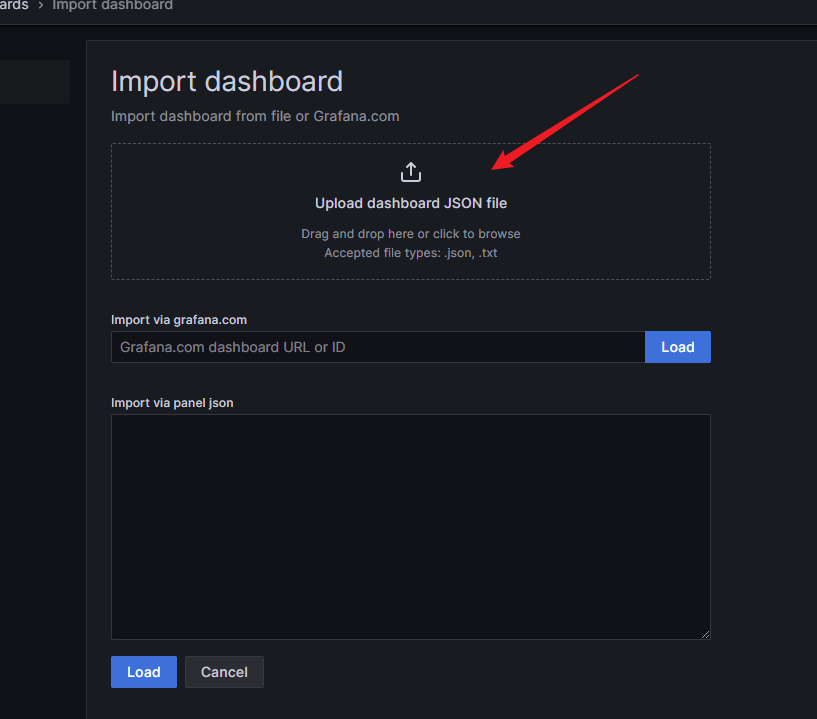 › Import dashboard
Import dashboard
Import dashboard from file or Grafana.com
Upload dashboard JSON file
Drag and drop here or click to browse
Accepted file types: .json, .txt
Import via grafana.com
Grafana.com dashboard URL or ID
Load
Import via panel json
Load Cancel